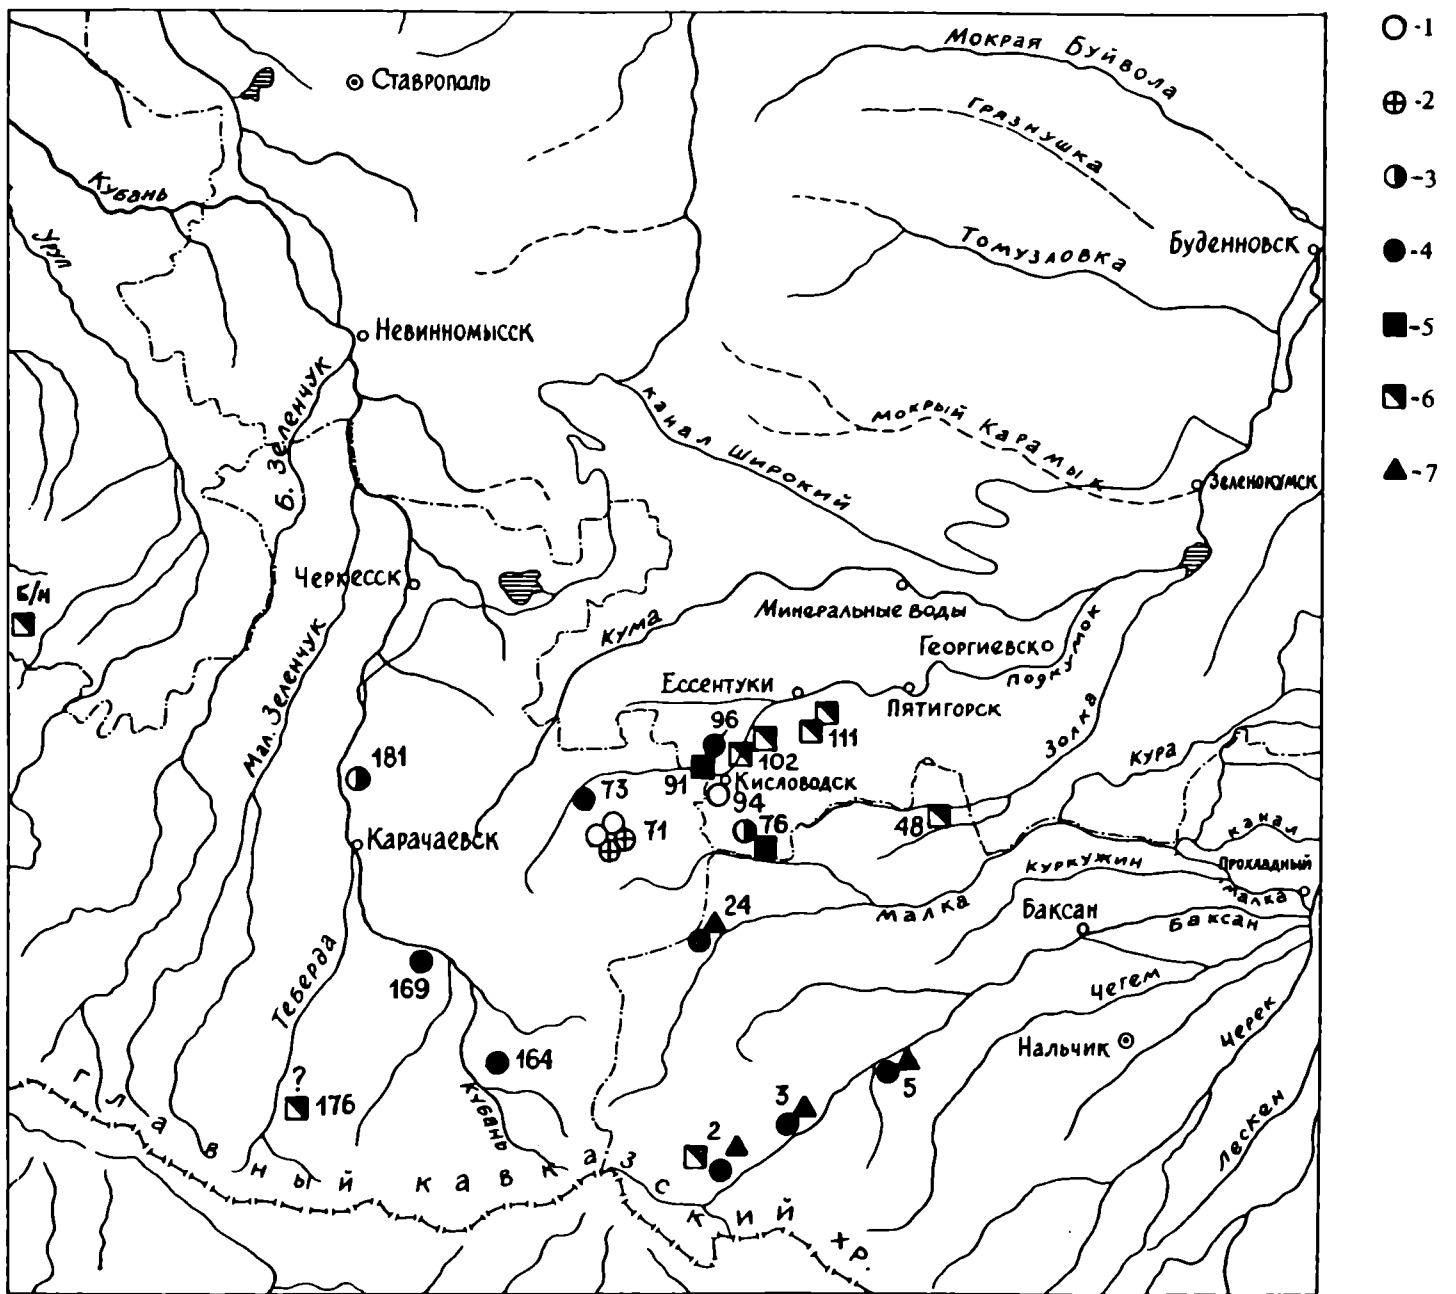 Мокрая Буйвола
-1
Ставрополь
-2
Грязнушка
-3
Кубань
Урул
Томузловка
Буденновск
-4
Невинномысск
-5
Б. Зеленчук
канал Широкий
Мокрый Карамык
-6
-7
Зеленокумск
Черкесск
Б/н
Минеральные воды
Кума
Мал. Зеленчук
Георгиевск
Подкумок
Ессентуки
Пятигорск
Золка
96
111
102
Кура
181
91
Кисловодск
73
94
48
канал
71
76
Карачаевск
Куркужин
Прохладный
Малка
Малка
24
Баксан
Баксан
Теберда
169
Чегем
Черек
Нальчик
164
5
?
176
Кубань
3
2
Лескен
Главный Кавказский хр.